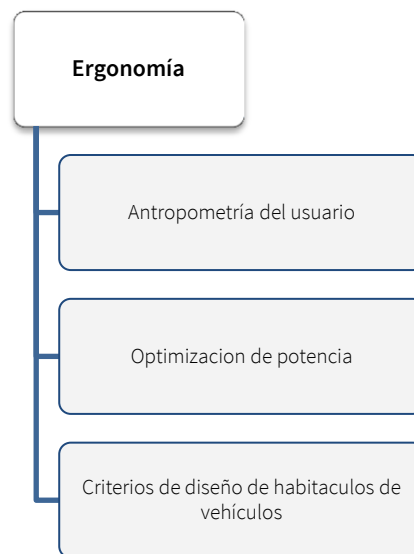 Ergonomía
Antropometría del usuario
Optimizacion de potencia
Criterios de diseño de habitaculos de
vehículos